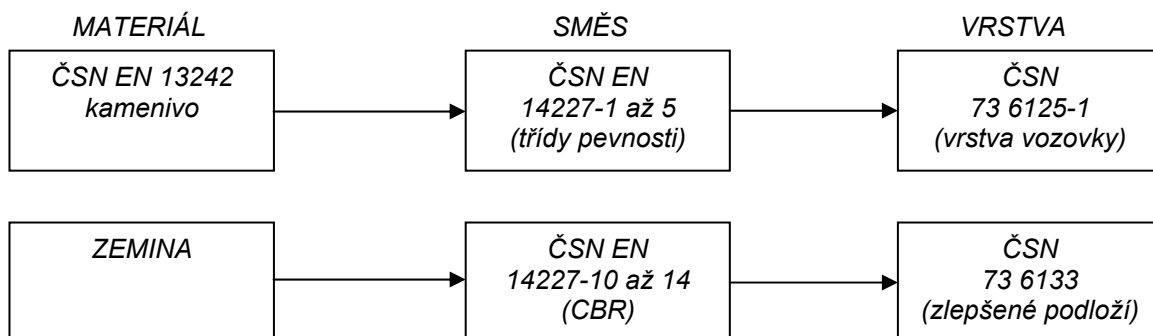 MATERIÁL
SMĚS
VRSTVA
ČSN EN 13242
kamenivo
ČSN EN
14227-1 až 5
(třídy pevnosti)
ČSN
73 6125-1
(vrstva vozovky)
ZEMINA
ČSN EN
14227-10 až 14
(CBR)
ČSN
73 6133
(zlepšené podloží)